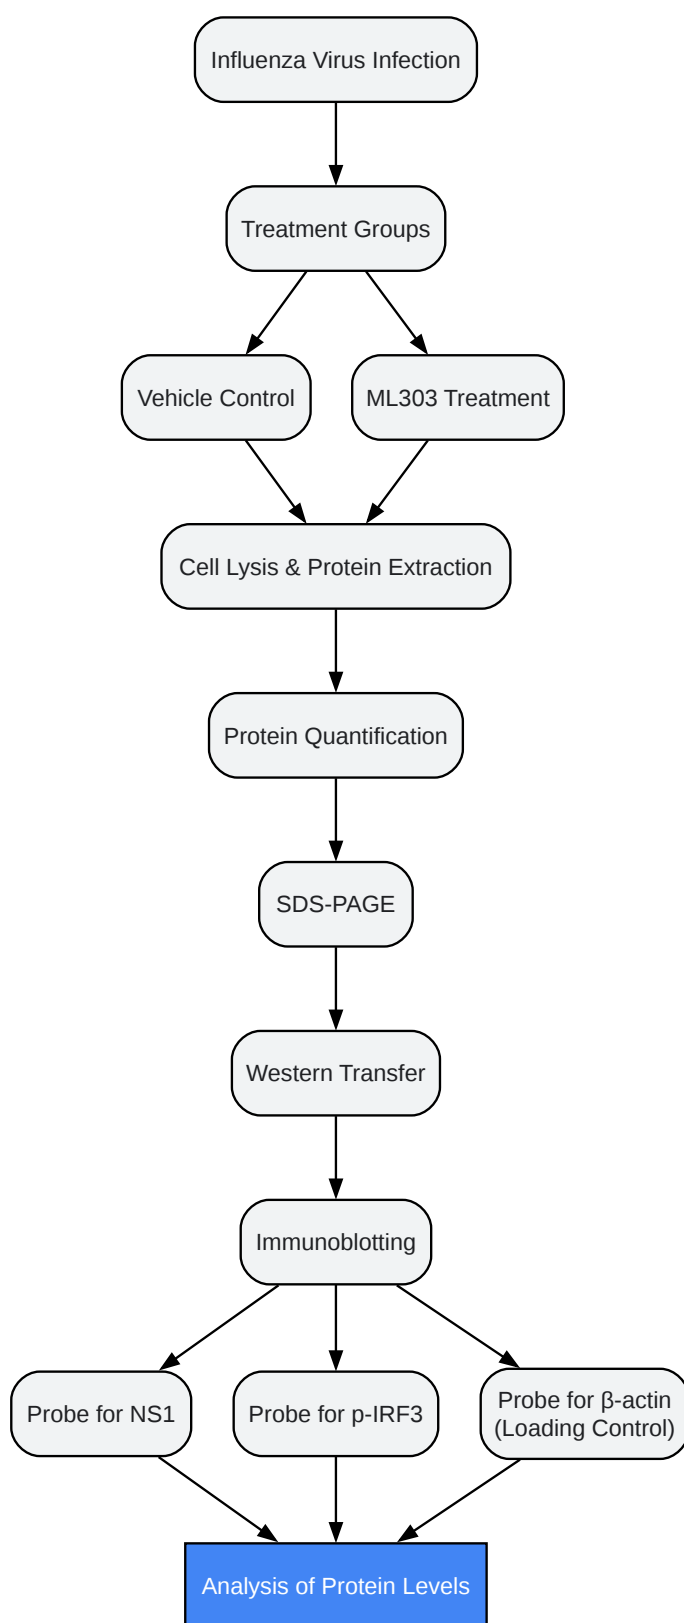 Influenza Virus Infection
Treatment Groups
Vehicle Control
ML303 Treatment
Cell Lysis & Protein Extraction
Protein Quantification
SDS-PAGE
Western Transfer
Immunoblotting
Probe for NS1
Probe for p-IRF3
Probe for β-actin
(Loading Control)
Analysis of Protein Levels